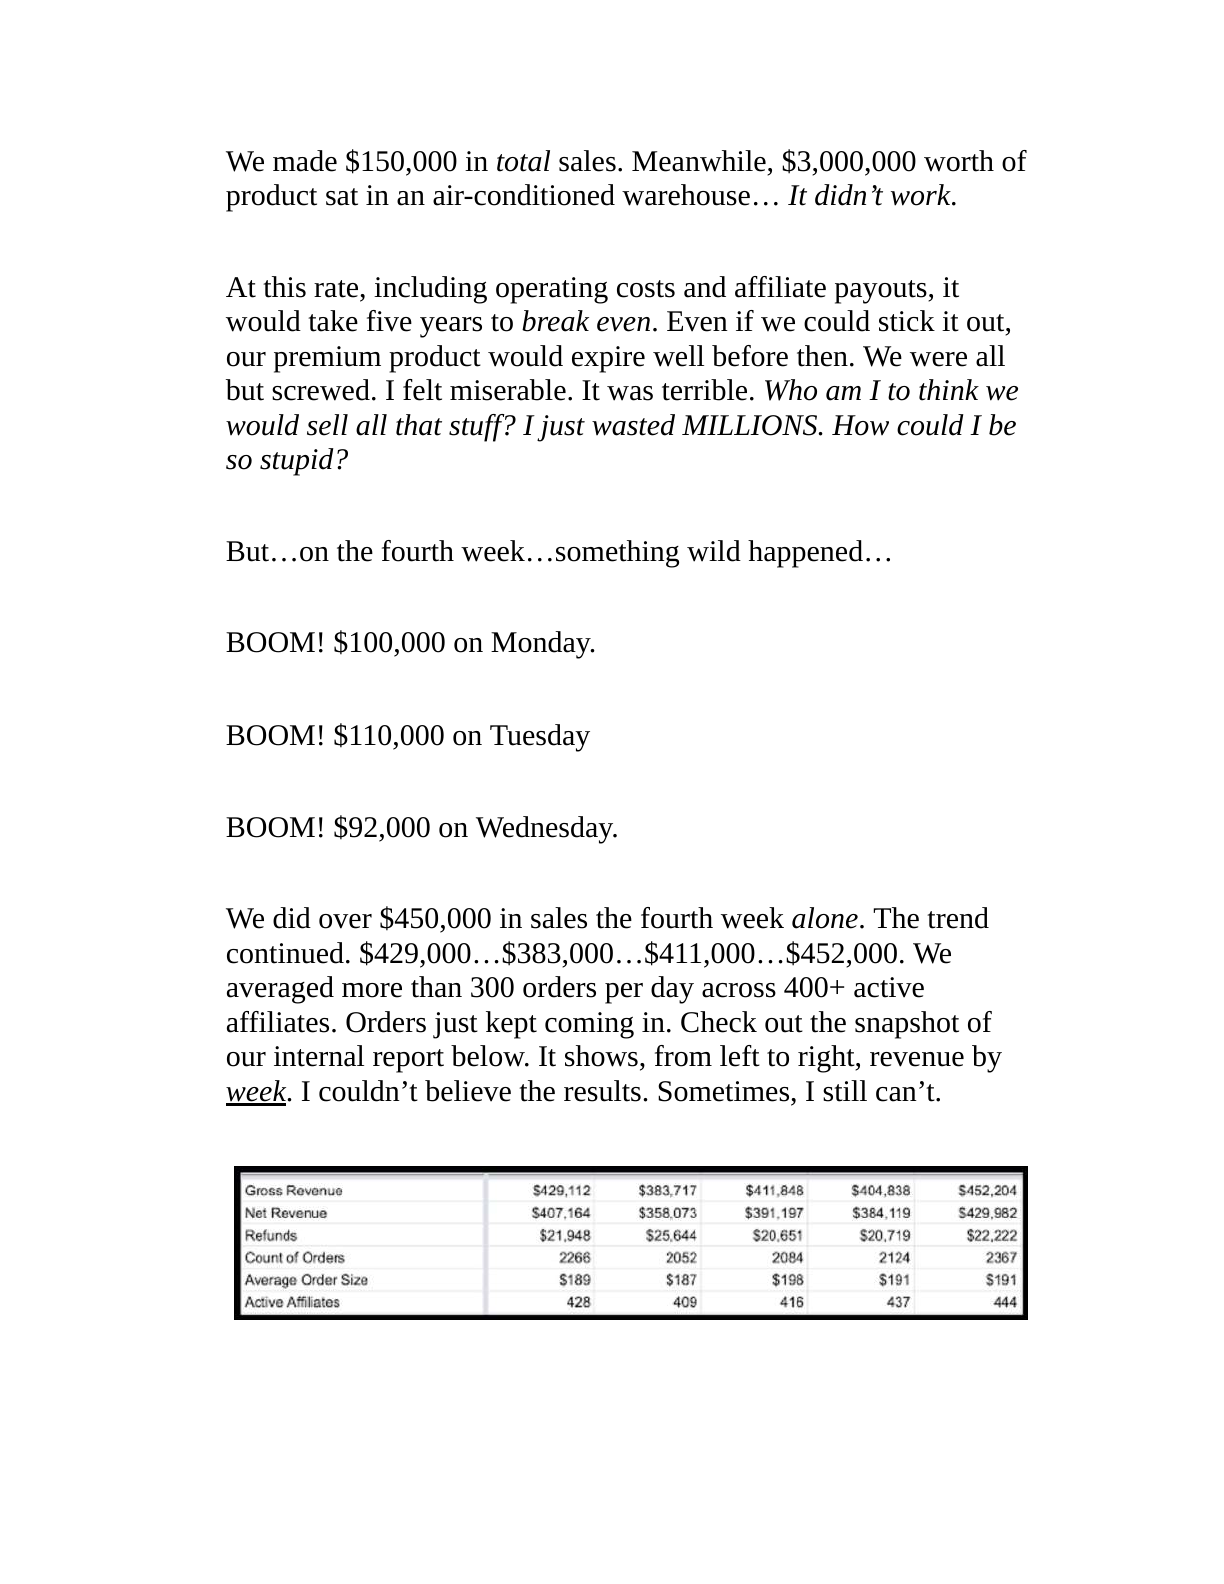 We made $150,000 in total sales. Meanwhile, $3,000,000 worth of
product sat in an air-conditioned warehouse… It didn’t work.
At this rate, including operating costs and affiliate payouts, it
would take five years to break even. Even if we could stick it out,
our premium product would expire well before then. We were all
but screwed. I felt miserable. It was terrible. Who am I to think we
would sell all that stuff? I just wasted MILLIONS. How could I be
so stupid?
But…on the fourth week…something wild happened…
BOOM! $100,000 on Monday.
BOOM! $110,000 on Tuesday
BOOM! $92,000 on Wednesday.
We did over $450,000 in sales the fourth week alone. The trend
continued. $429,000…$383,000…$411,000…$452,000. We
averaged more than 300 orders per day across 400+ active
affiliates. Orders just kept coming in. Check out the snapshot of
our internal report below. It shows, from left to right, revenue by
week. I couldn’t believe the results. Sometimes, I still can’t.
Gross Revenue $429,112 $383,717 $411,848 $404,838 $452,204
Net Revenue $407,164 $358,073 $391,197 $384,119 $429,982
Refunds $21,948 $25,644 $20,651 $20,719 $22,222
Count of Orders 2266 2052 2084 2124 2367
Average Order Size $189 $187 $198 $191 $191
Active Affiliates 428 409 416 437 444